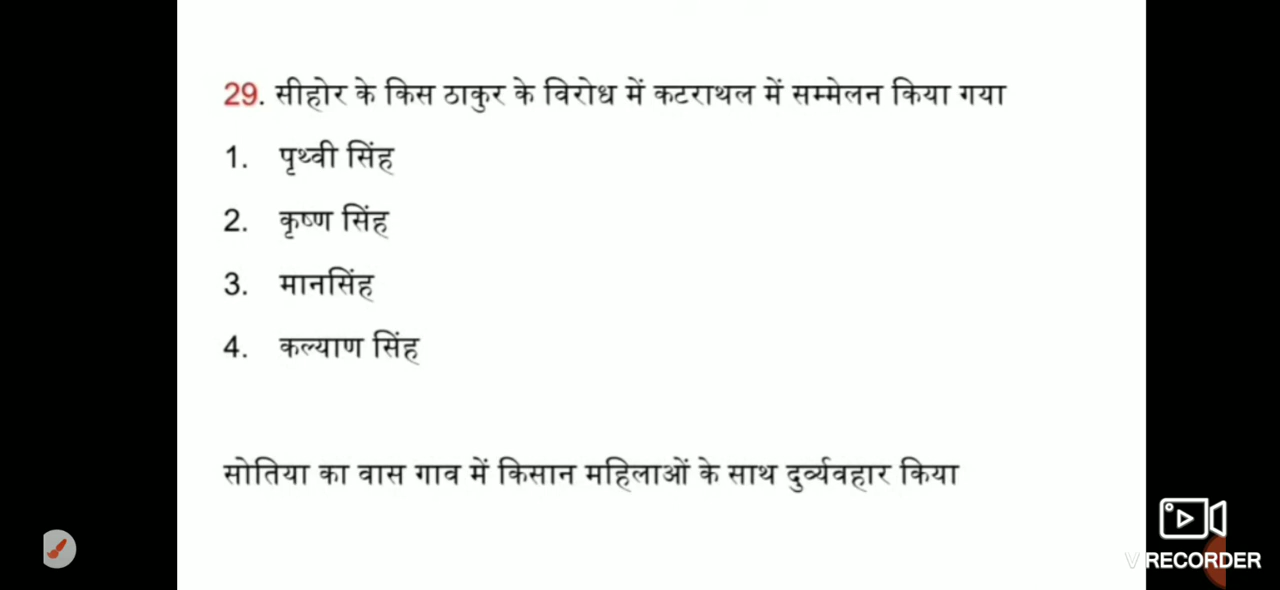 29. सीहोर के किस ठाकुर के विरोध में कटराथल में सम्मेलन किया गया
1. पृथ्वी सिंह
2. कृष्ण सिंह
3. मानसिंह
4. कल्याण सिंह
सोतिया का वास गाव में किसान महिलाओं के साथ दुर्व्यवहार किया
V RECORDER